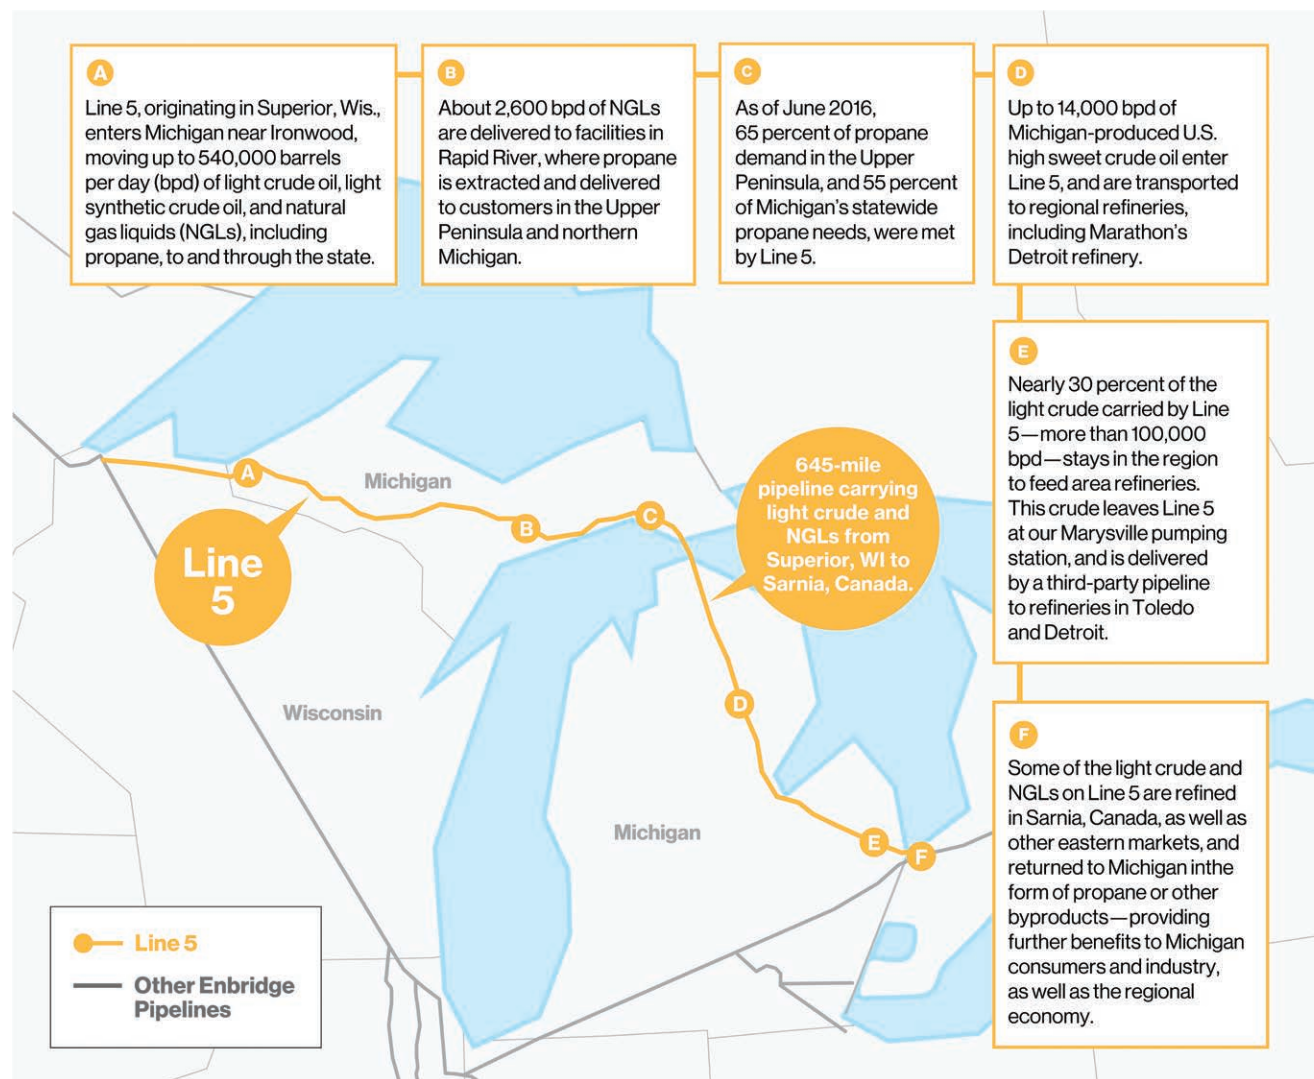 A
Line 5, originating in Superior, Wis.,
enters Michigan near Ironwood,
moving up to 540,000 barrels
per day (bpd) of light crude oil, light
synthetic crude oil, and natural
gas liquids (NGLs), including
propane, to and through the state.
B
About 2,600 bpd of NGLs
are delivered to facilities in
Rapid River, where propane
is extracted and delivered
to customers in the Upper
Peninsula and northern
Michigan.
C
As of June 2016,
65 percent of propane
demand in the Upper
Peninsula, and 55 percent
of Michigan's statewide
propane needs, were met
by Line 5.
D
Up to 14,000 bpd of
Michigan-produced U.S.
high sweet crude oil enter
Line 5, and are transported
to regional refineries,
including Marathon's
Detroit refinery.
E
Nearly 30 percent of the
light crude carried by Line
5—more than 100,000
bpd—stays in the region
to feed area refineries.
This crude leaves Line 5
at our Marysville pumping
station, and is delivered
by a third-party pipeline
to refineries in Toledo
and Detroit.
F
Some of the light crude and
NGLs on Line 5 are refined
in Sarnia, Canada, as well as
other eastern markets, and
returned to Michigan inthe
form of propane or other
byproducts—providing
further benefits to Michigan
consumers and industry,
as well as the regional
economy.
A
Michigan
B
C
645-mile
pipeline carrying
light crude and
NGLs from
Superior, WI to
Sarnia, Canada.
Line
5
Wisconsin
D
Michigan
E
F
Line 5
Other Enbridge
Pipelines